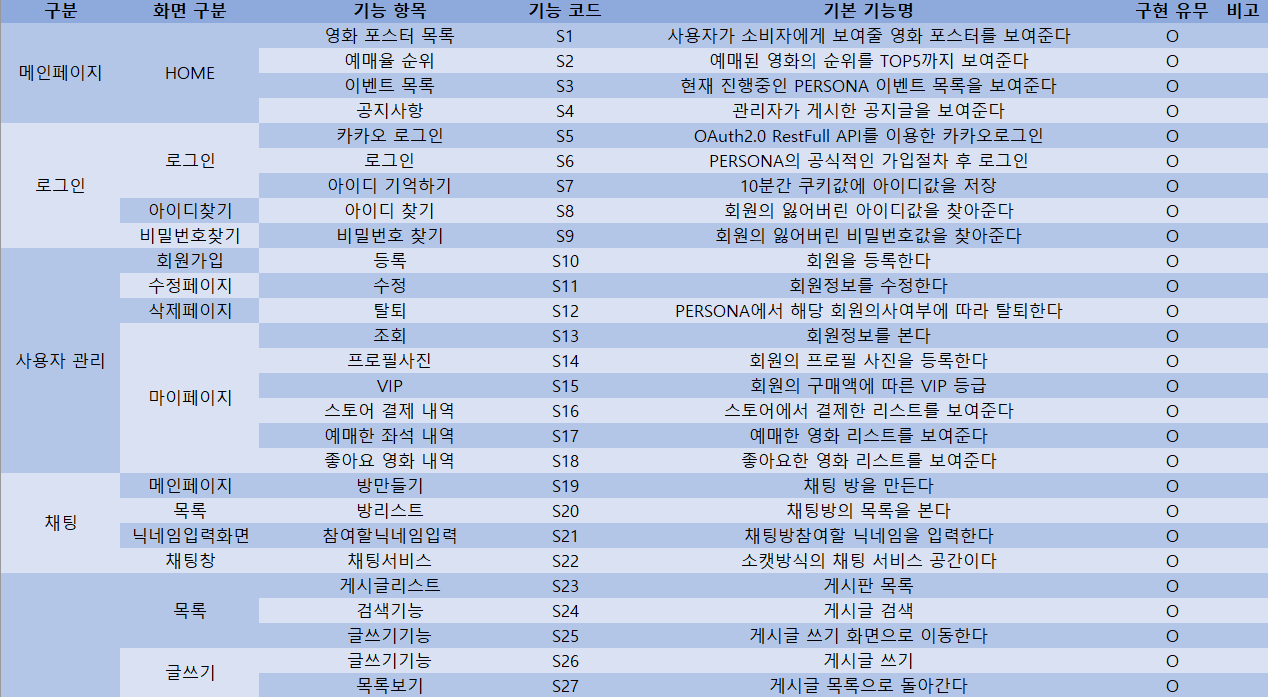 구분 화면 구분 기능 항목 기능 코드 기본 기능명 구현 유무 비고
메인페이지 HOME 영화 포스터 목록 S1 사용자가 소비자에게 보여줄 영화 포스터를 보여준다 O
예매율 순위 S2 예매된 영화의 순위를 TOP5까지 보여준다 O
이벤트 목록 S3 현재 진행중인 PERSONA 이벤트 목록을 보여준다 O
공지사항 S4 관리자가 게시한 공지글을 보여준다 O
로그인 로그인 카카오 로그인 S5 OAuth2.0 RestFull API를 이용한 카카오로그인 O
로그인 S6 PERSONA의 공식적인 가입절차 후 로그인 O
아이디 기억하기 S7 10분간 쿠키값에 아이디값을 저장 O
아이디찾기 아이디 찾기 S8 회원의 잃어버린 아이디값을 찾아준다 O
비밀번호찾기 비밀번호 찾기 S9 회원의 잃어버린 비밀번호값을 찾아준다 O
사용자 관리 회원가입 등록 S10 회원을 등록한다 O
수정페이지 수정 S11 회원정보를 수정한다 O
삭제페이지 탈퇴 S12 PERSONA에서 해당 회원의사여부에 따라 탈퇴한다 O
마이페이지 조회 S13 회원정보를 본다 O
프로필사진 S14 회원의 프로필 사진을 등록한다 O
VIP S15 회원의 구매액에 따른 VIP 등급 O
스토어 결제 내역 S16 스토어에서 결제한 리스트를 보여준다 O
예매한 좌석 내역 S17 예매한 영화 리스트를 보여준다 O
좋아요 영화 내역 S18 좋아요한 영화 리스트를 보여준다 O
채팅 메인페이지 방만들기 S19 채팅 방을 만든다 O
목록 방리스트 S20 채팅방의 목록을 본다 O
닉네임입력화면 참여할닉네임입력 S21 채팅방참여할 닉네임을 입력한다 O
채팅창 채팅서비스 S22 소캣방식의 채팅 서비스 공간이다 O
목록 게시글리스트 S23 게시판 목록 O
검색기능 S24 게시글 검색 O
글쓰기기능 S25 게시글 쓰기 화면으로 이동한다 O
글쓰기 글쓰기기능 S26 게시글 쓰기 O
목록보기 S27 게시글 목록으로 돌아간다 O